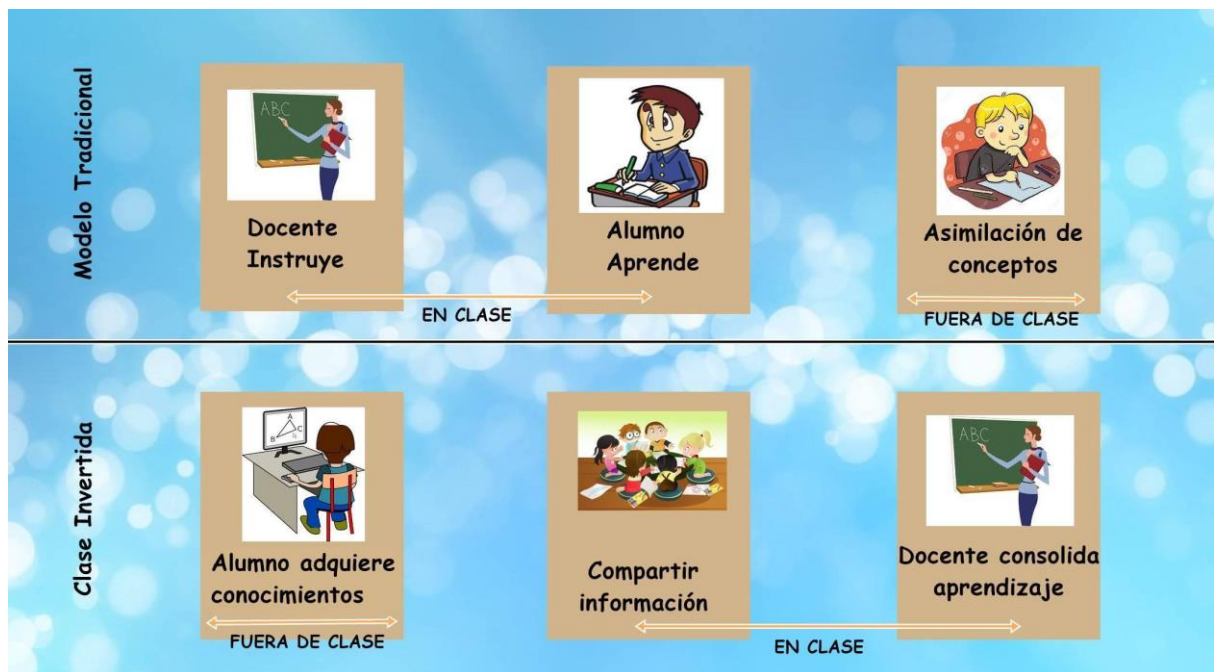 Modelo Tradicional
ABC
Docente
Instruye
Alumno
Aprende
Asimilación de
conceptos
EN CLASE
FUERA DE CLASE
Clase Invertida
A
B
C
Alumno adquiere
conocimientos
Compartir
información
ABC
Docente consolida
aprendizaje
FUERA DE CLASE
EN CLASE